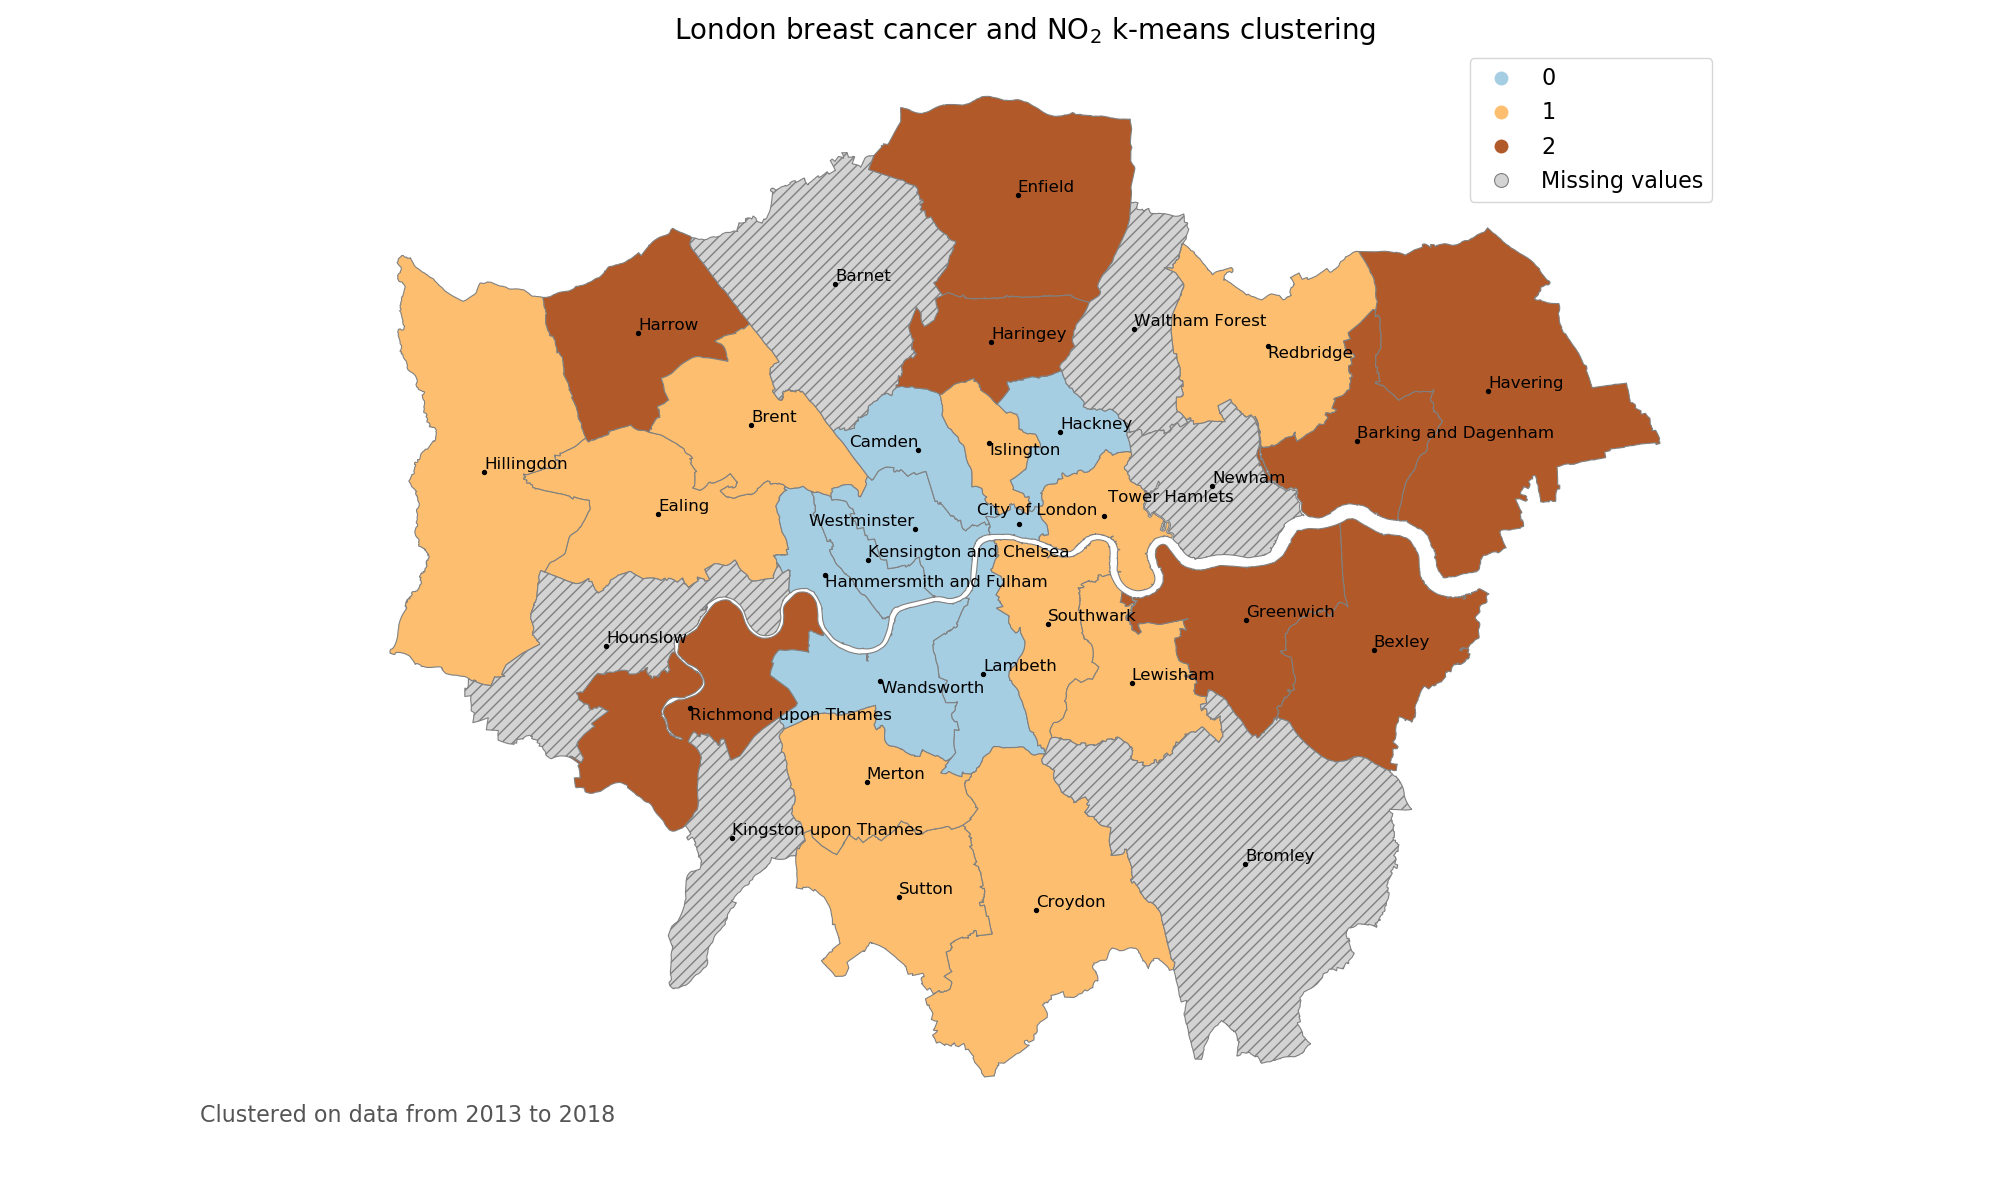 London breast cancer and NO₂ k-means clustering
0
1
2
Missing values
Enfield
Barnet
Waltham Forest
Harrow
Haringey
Redbridge
Havering
Brent
Hackney
Barking and Dagenham
Camden
Islington
Hillingdon
Newham
Tower Hamlets
Ealing
City of London
Westminster
Kensington and Chelsea
Hammersmith and Fulham
Greenwich
Southwark
Hounslow
Bexley
Lambeth
Lewisham
Wandsworth
Richmond upon Thames
Merton
Kingston upon Thames
Bromley
Sutton
Croydon
Clustered on data from 2013 to 2018